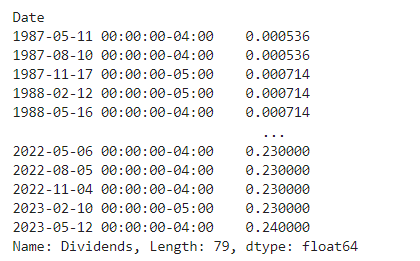 Date
1987-05-11 00:00:00-04:00    0.000536
1987-08-10 00:00:00-04:00    0.000536
1987-11-17 00:00:00-05:00    0.000714
1988-02-12 00:00:00-05:00    0.000714
1988-05-16 00:00:00-04:00    0.000714
...
2022-05-06 00:00:00-04:00    0.230000
2022-08-05 00:00:00-04:00    0.230000
2022-11-04 00:00:00-04:00    0.230000
2023-02-10 00:00:00-05:00    0.230000
2023-05-12 00:00:00-04:00    0.240000
Name: Dividends, Length: 79, dtype: float64